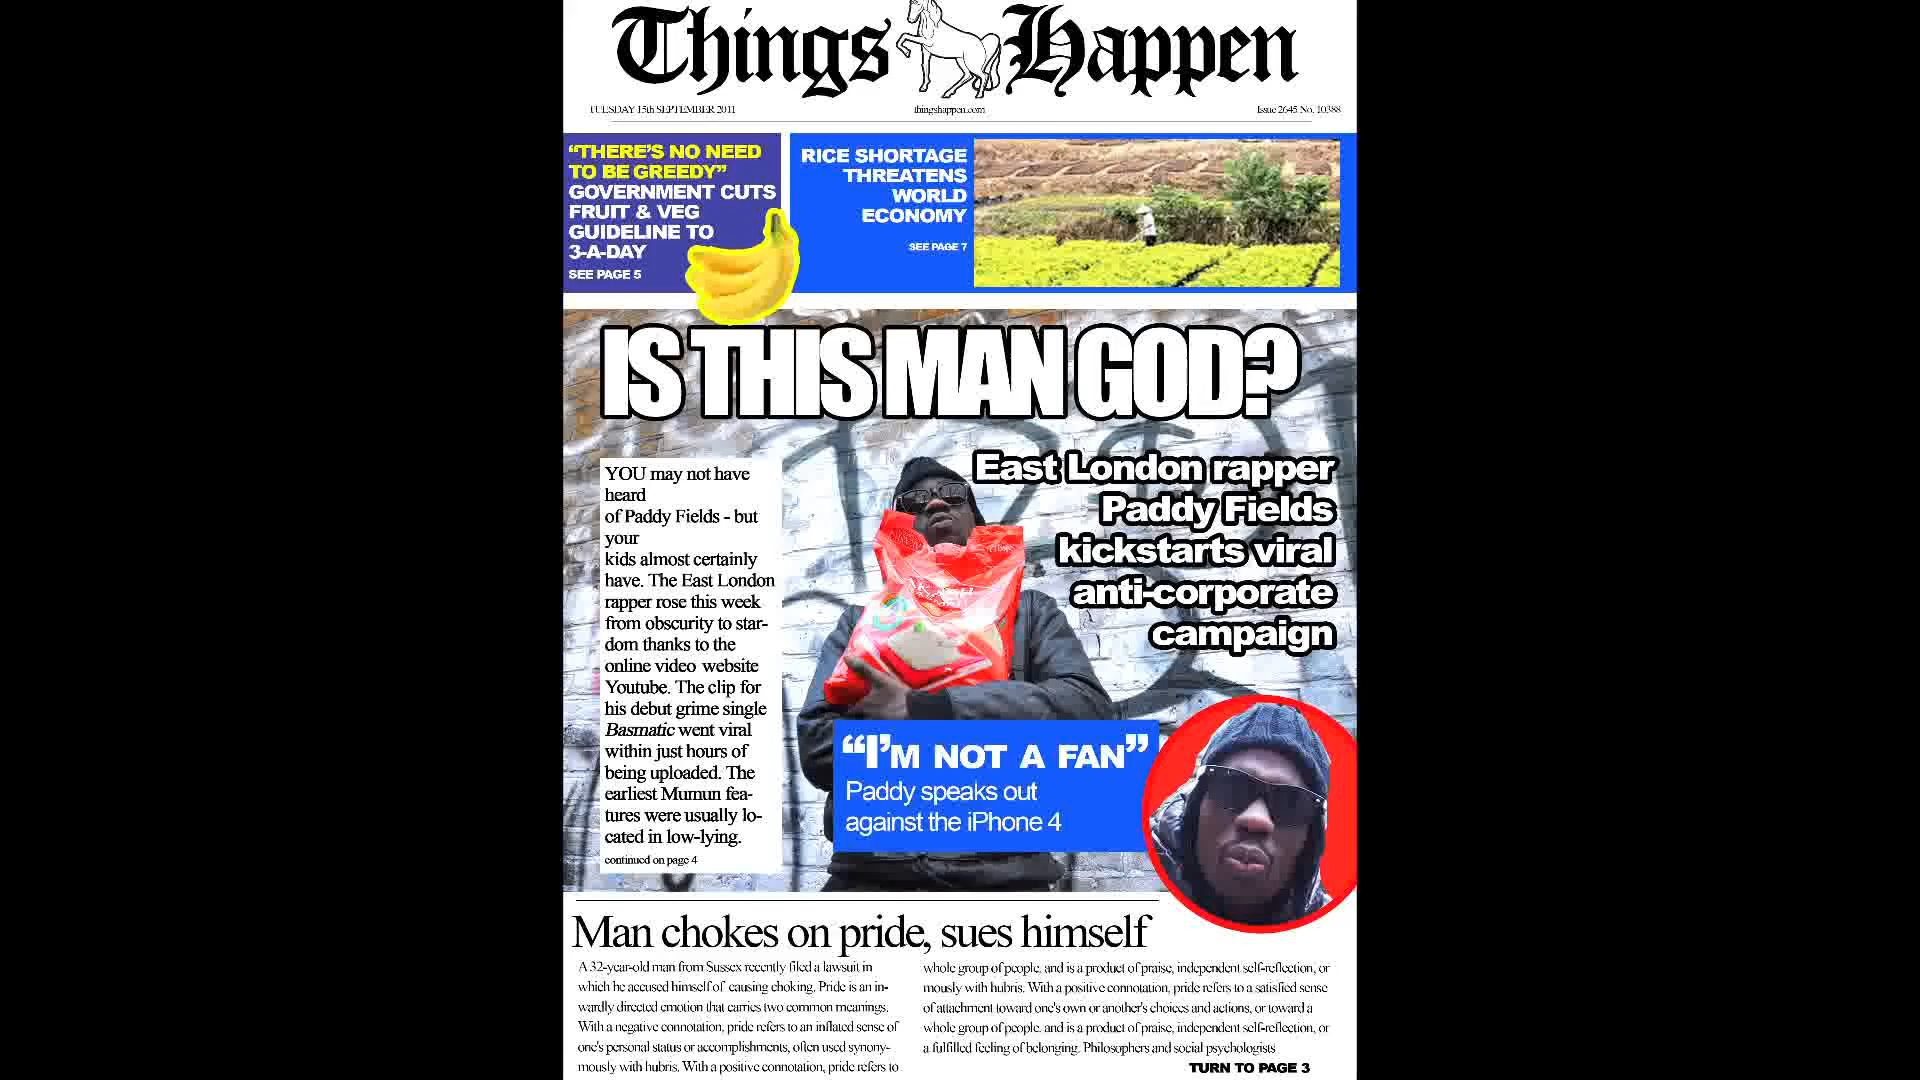 Things Happen
TUESDAY 15th SEPTEMBER 2011
thingshappen.com
Issue 2645 No. 10388
“THERE’S NO NEED
TO BE GREEDY”
GOVERNMENT CUTS
FRUIT & VEG
GUIDELINE TO
3-A-DAY
SEE PAGE 5
RICE SHORTAGE
THREATENS
WORLD
ECONOMY
SEE PAGE 7
IS THIS MAN GOD?
East London rapper
Paddy Fields
kickstarts viral
anti-corporate
campaign
YOU may not have
heard
of Paddy Fields - but
your
kids almost certainly
have. The East London
rapper rose this week
from obscurity to star-
dom thanks to the
online video website
Youtube. The clip for
his debut grime single
Basmatic went viral
within just hours of
being uploaded. The
earliest Mumun fea-
tures were usually lo-
cated in low-lying.
continued on page 4
“I’M NOT A FAN”
Paddy speaks out
against the iPhone 4
Man chokes on pride, sues himself
A 32-year-old man from Sussex recently filed a lawsuit in
which he accused himself of causing choking. Pride is an in-
wardly directed emotion that carries two common meanings.
With a negative connotation, pride refers to an inflated sense of
one's personal status or accomplishments, often used synony-
mously with hubris. With a positive connotation, pride refers to
whole group of people. and is a product of praise, independent self-reflection, or
mously with hubris. With a positive connotation, pride refers to a satisfied sense
of attachment toward one's own or another's choices and actions, or toward a
whole group of people. and is a product of praise, independent self-reflection, or
a fulfilled feeling of belonging. Philosophers and social psychologists
TURN TO PAGE 3